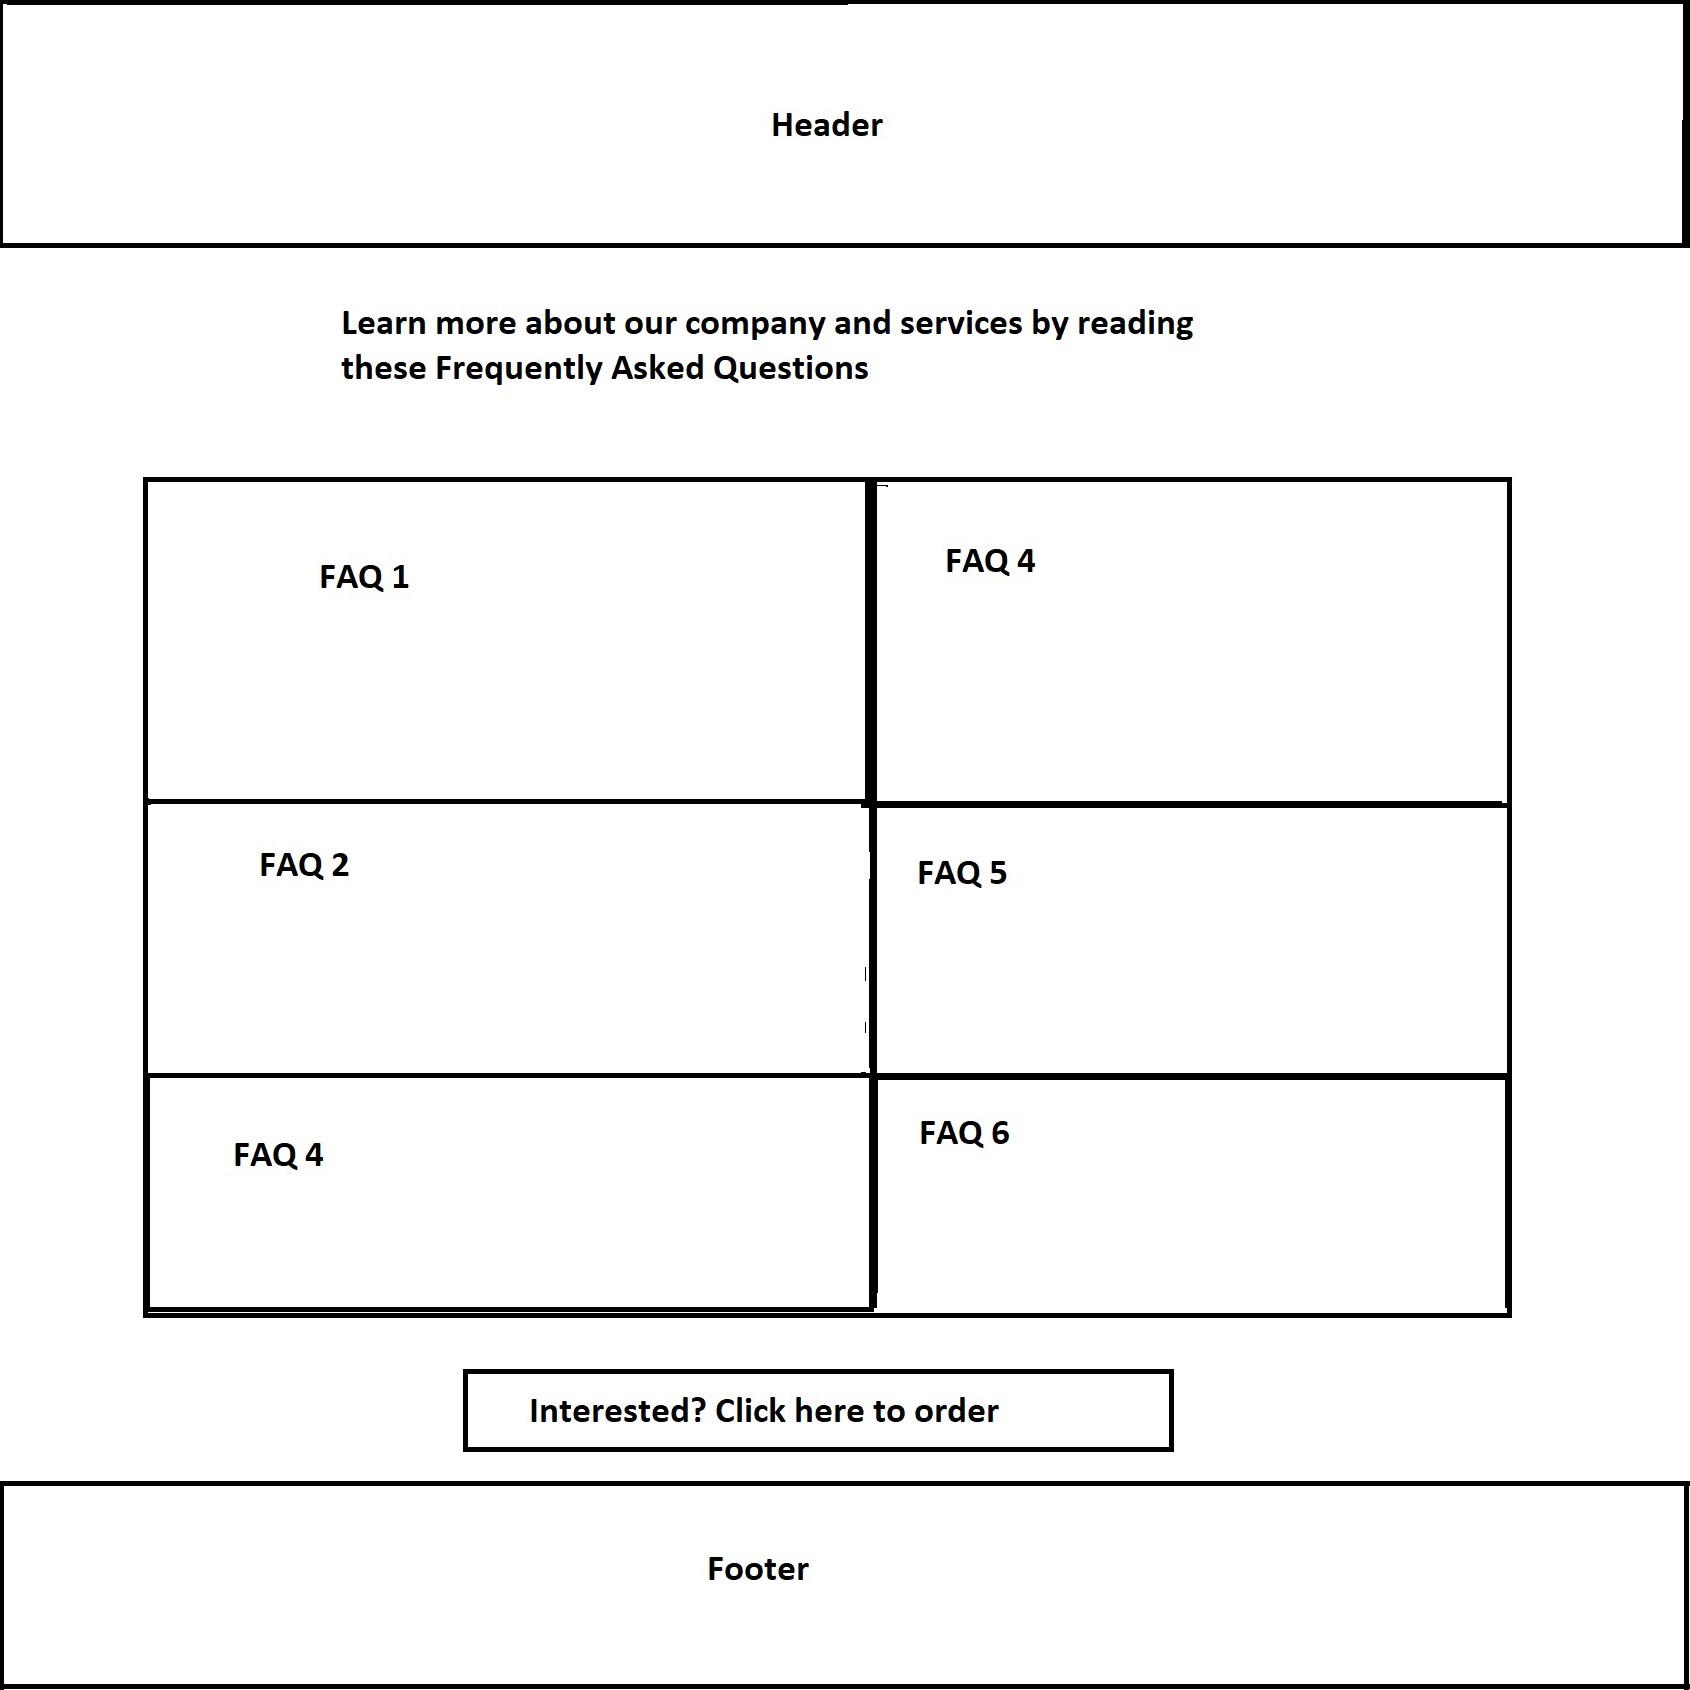 Header
Learn more about our company and services by reading
these Frequently Asked Questions
FAQ 1
FAQ 4
FAQ 2
FAQ 5
FAQ 4
FAQ 6
Interested? Click here to order
Footer